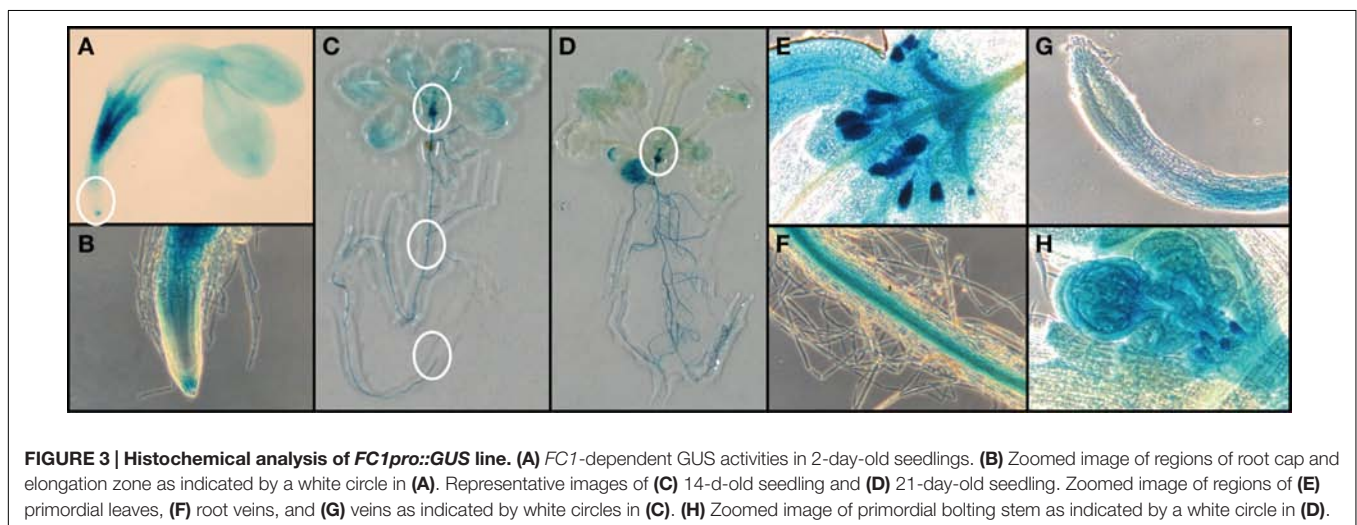 A
C
D
E
G
B
F
H
FIGURE 3 | Histochemical analysis of FC1pro::GUS line. (A) FC1-dependent GUS activities in 2-day-old seedlings. (B) Zoomed image of regions of root cap and
elongation zone as indicated by a white circle in (A). Representative images of (C) 14-d-old seedling and (D) 21-day-old seedling. Zoomed image of regions of (E)
primordial leaves, (F) root veins, and (G) veins as indicated by white circles in (C). (H) Zoomed image of primordial bolting stem as indicated by a white circle in (D).